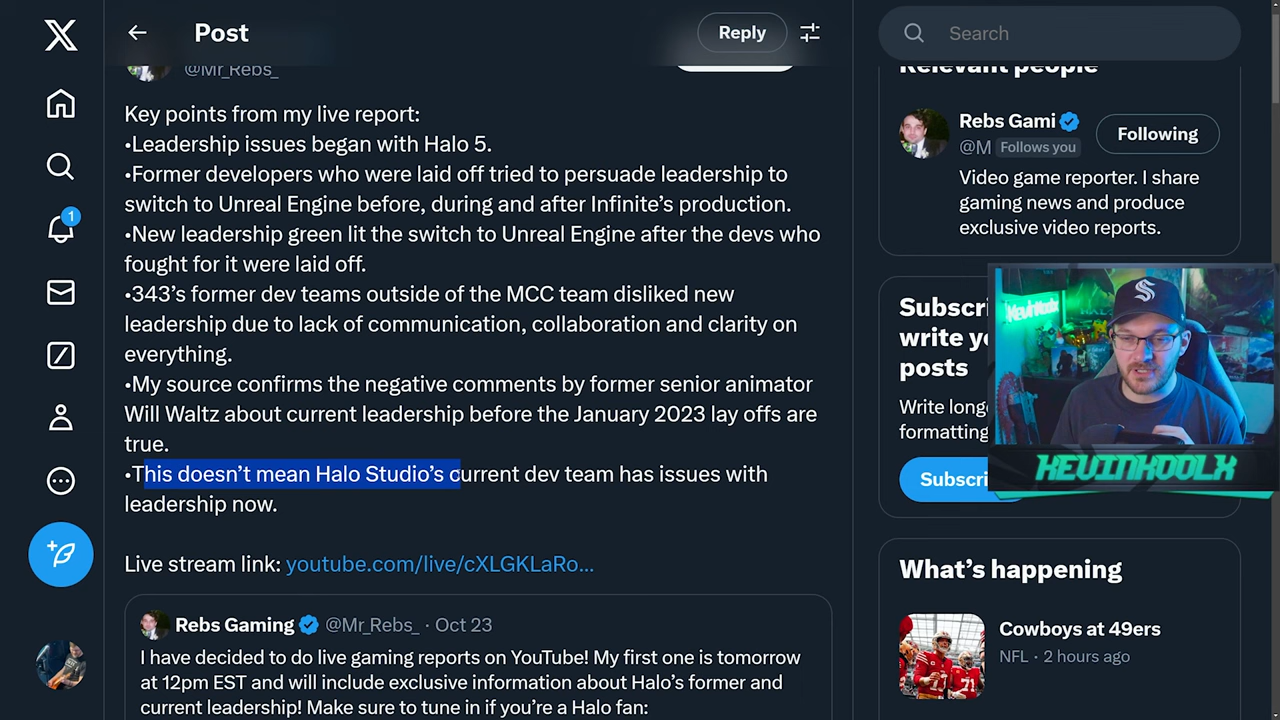 Post
Reply
Search
@Mr_Rebs_
Key points from my live report:
•Leadership issues began with Halo 5.
•Former developers who were laid off tried to persuade leadership to
switch to Unreal Engine before, during and after Infinite’s production.
•New leadership green lit the switch to Unreal Engine after the devs who
fought for it were laid off.
•343’s former dev teams outside of the MCC team disliked new
leadership due to lack of communication, collaboration and clarity on
everything.
•My source confirms the negative comments by former senior animator
Will Waltz about current leadership before the January 2023 lay offs are
true.
•This doesn’t mean Halo Studio’s current dev team has issues with
leadership now.
Live stream link: youtube.com/live/cXLGKLaRo...
Rebs Gaming @Mr_Rebs_ · Oct 23
I have decided to do live gaming reports on YouTube! My first one is tomorrow
at 12pm EST and will include exclusive information about Halo’s former and
current leadership! Make sure to tune in if you’re a Halo fan:
1
Relevant people
Rebs Gami
@M Follows you
Following
Video game reporter. I share
gaming news and produce
exclusive video reports.
Subscri
write yo
posts
Write longe
formatting
Subscri
KEVINKOOLX
KEVINKOOLX
What’s happening
Cowboys at 49ers
NFL · 2 hours ago